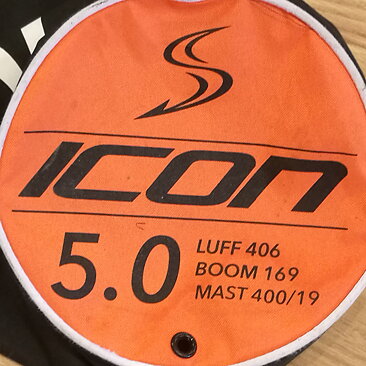 ICON
5.0
LUFF 406
BOOM 169
MAST 400/19